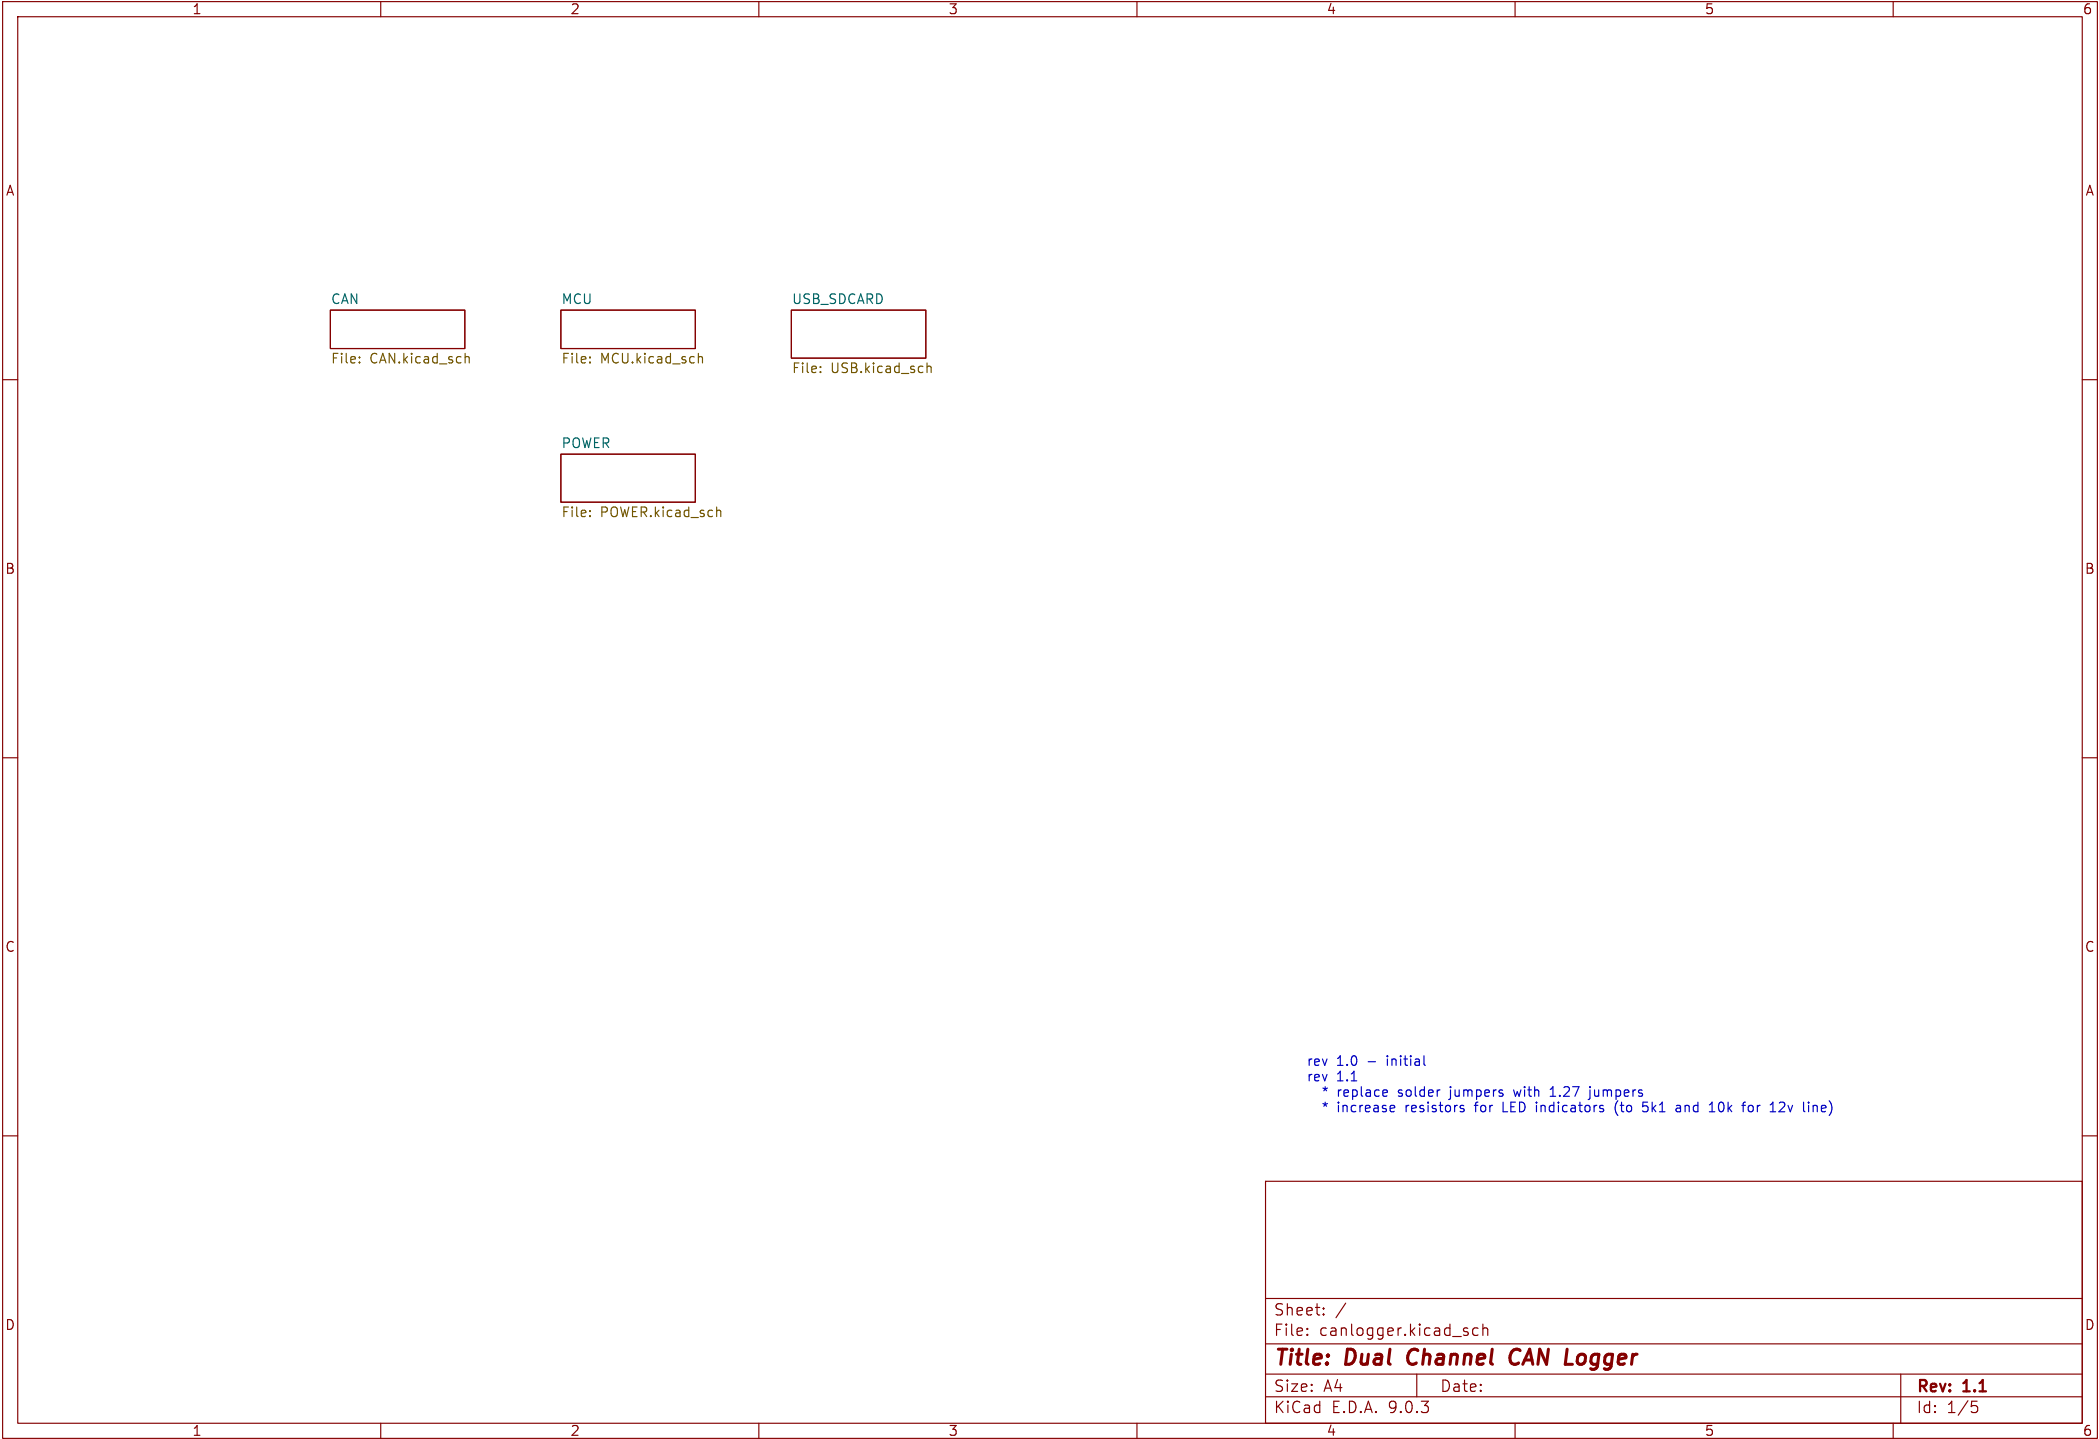 1 2 3 4 5 6
A A
CAN MCU USB_SDCARD
File: CAN.kicad_sch File: MCU.kicad_sch File: USB.kicad_sch
POWER
File: POWER.kicad_sch
B B
C C
rev 1.0 - initial
rev 1.1
* replace solder jumpers with 1.27 jumpers
* increase resistors for LED indicators (to 5k1 and 10k for 12v line)
Sheet: /
D D
File: canlogger.kicad_sch
Title: Dual Channel CAN Logger
Size: A4 Date: Rev: 1.1
KiCad E.D.A. 9.0.3 Id: 1/5
1 2 3 4 5 6